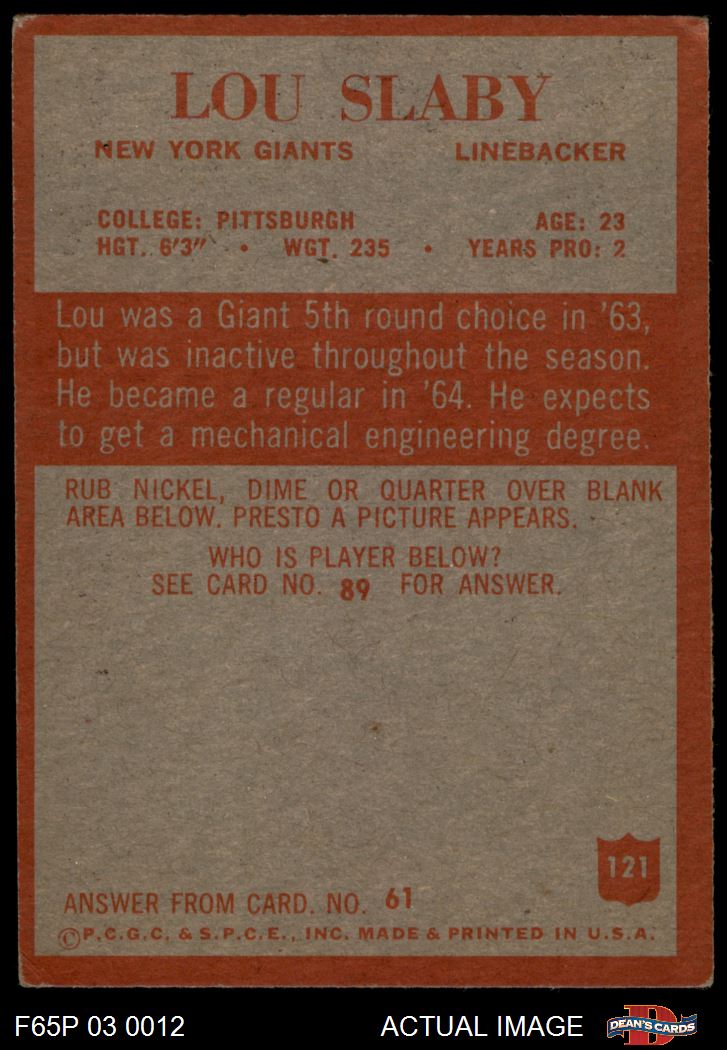 LOU SLABY
NEW YORK GIANTS LINEBACKER
COLLEGE: PITTSBURGH AGE: 23
HGT. 6'3" • WGT. 235 • YEARS PRO: 2
Lou was a Giant 5th round choice in '63,
but was inactive throughout the season.
He became a regular in '64. He expects
to get a mechanical engineering degree.
RUB NICKEL, DIME OR QUARTER OVER BLANK
AREA BELOW. PRESTO A PICTURE APPEARS.
WHO IS PLAYER BELOW?
SEE CARD NO. 89 FOR ANSWER.
121
ANSWER FROM CARD. NO. 61
©P.C.G.C. & S.P.C.E., INC. MADE & PRINTED IN U.S.A.
F65P 03 0012 ACTUAL IMAGE D DEAN'S CARDS